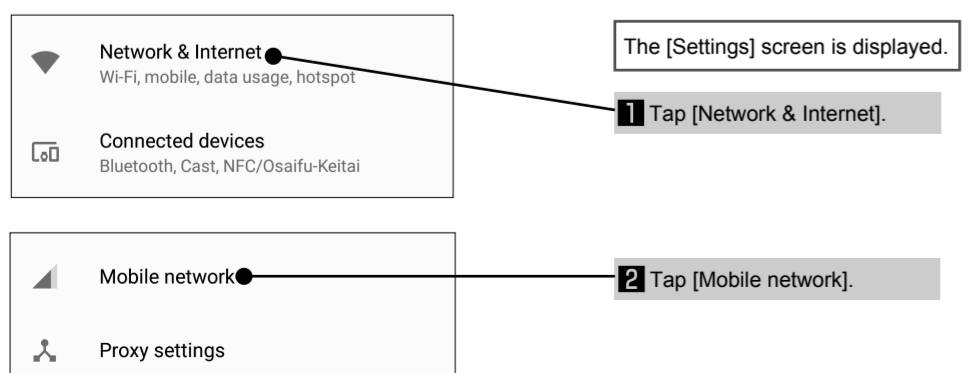 Network & Internet
Wi-Fi, mobile, data usage, hotspot
The [Settings] screen is displayed.
1 Tap [Network & Internet].
Connected devices
Bluetooth, Cast, NFC/Osaifu-Keitai
Mobile network
2 Tap [Mobile network].
Proxy settings